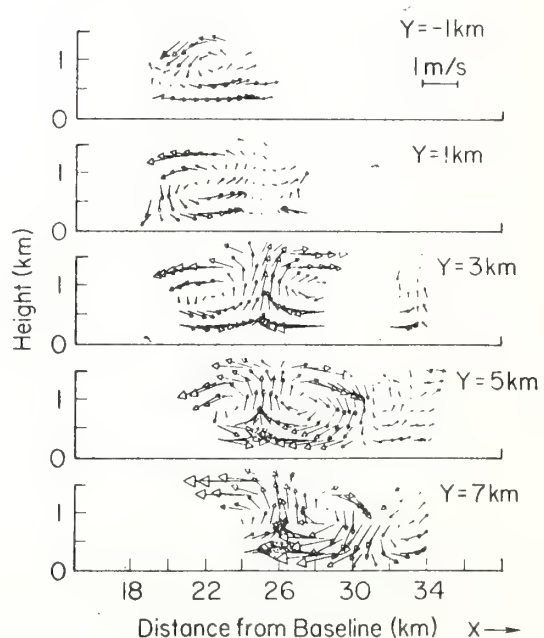 Y=-1km
1m/s
1
0
Y=1km
1
0
Y=3km
1
0
Y=5km
1
0
Y=7km
1
0
Height (km)
18 22 26 30 34
Distance from Baseline (km) X